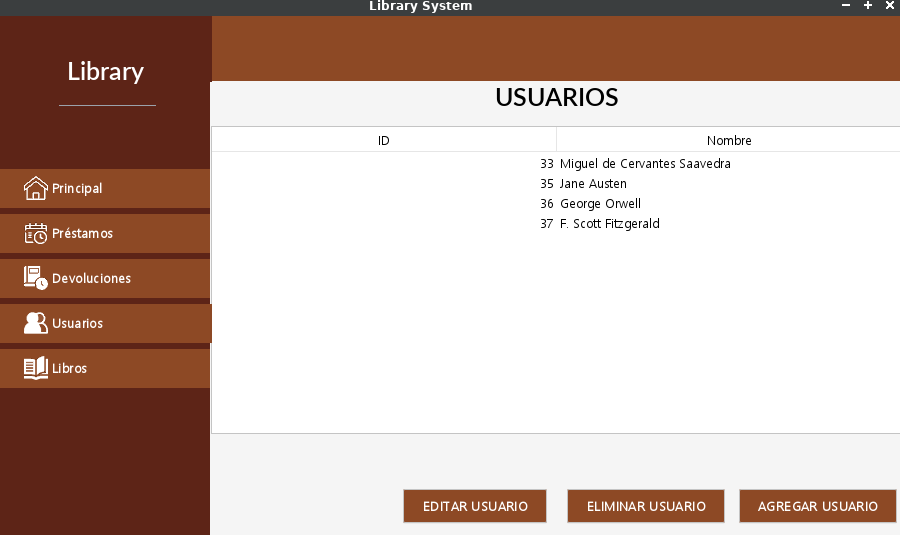 Library System
Library
Principal
Préstamos
Devoluciones
Usuarios
Libros
USUARIOS
ID Nombre
33 Miguel de Cervantes Saavedra
35 Jane Austen
36 George Orwell
37 F. Scott Fitzgerald
EDITAR USUARIO ELIMINAR USUARIO AGREGAR USUARIO